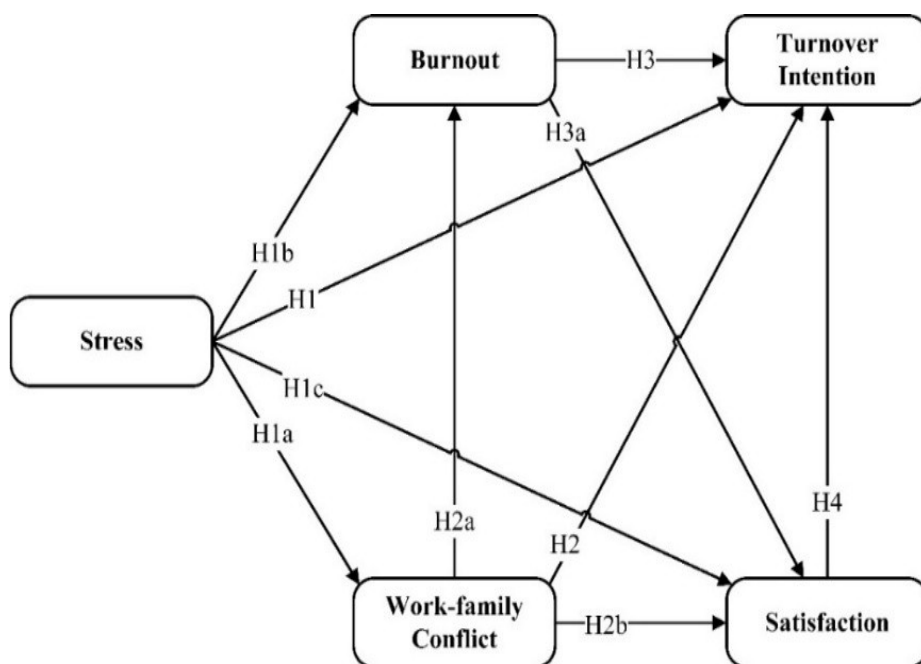 Burnout
H3
Turnover
Intention
H3a
H1b
H1
Stress
H1c
H1a
H2a
H2
H4
Work-family
Conflict
H2b
Satisfaction